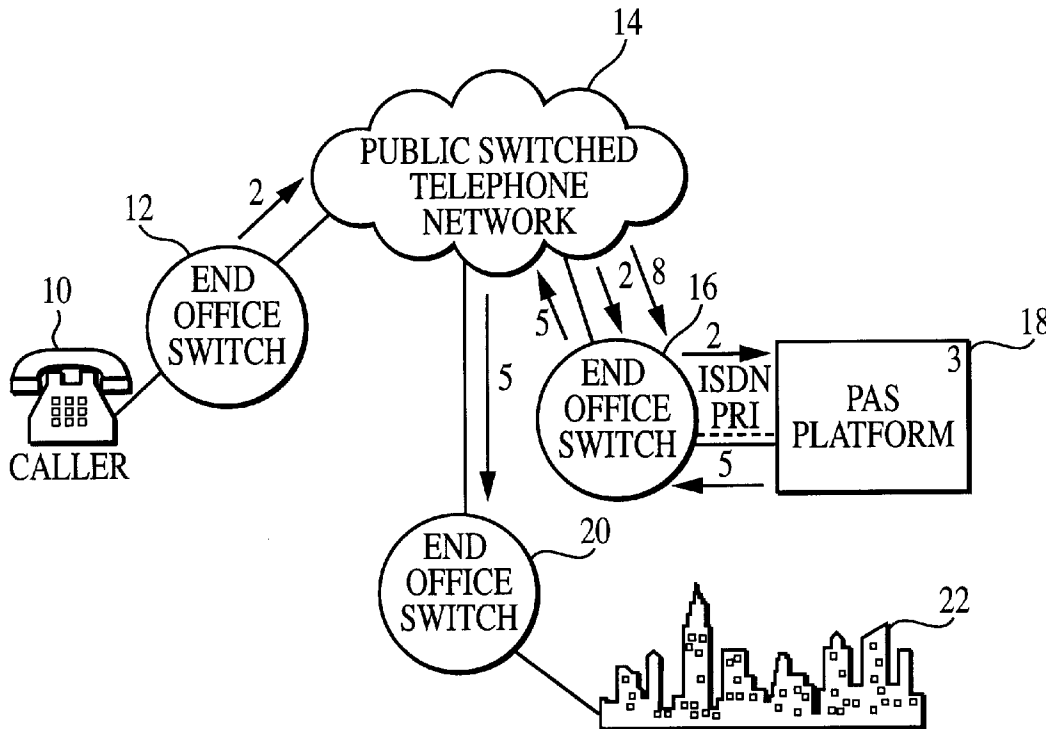 14
PUBLIC SWITCHED
TELEPHONE
NETWORK
2
12
END
OFFICE
SWITCH
10
CALLER
5
5
2
8
16
END
OFFICE
SWITCH
2
ISDN
PRI
5
3
18
PAS
PLATFORM
END
OFFICE
SWITCH
20
22